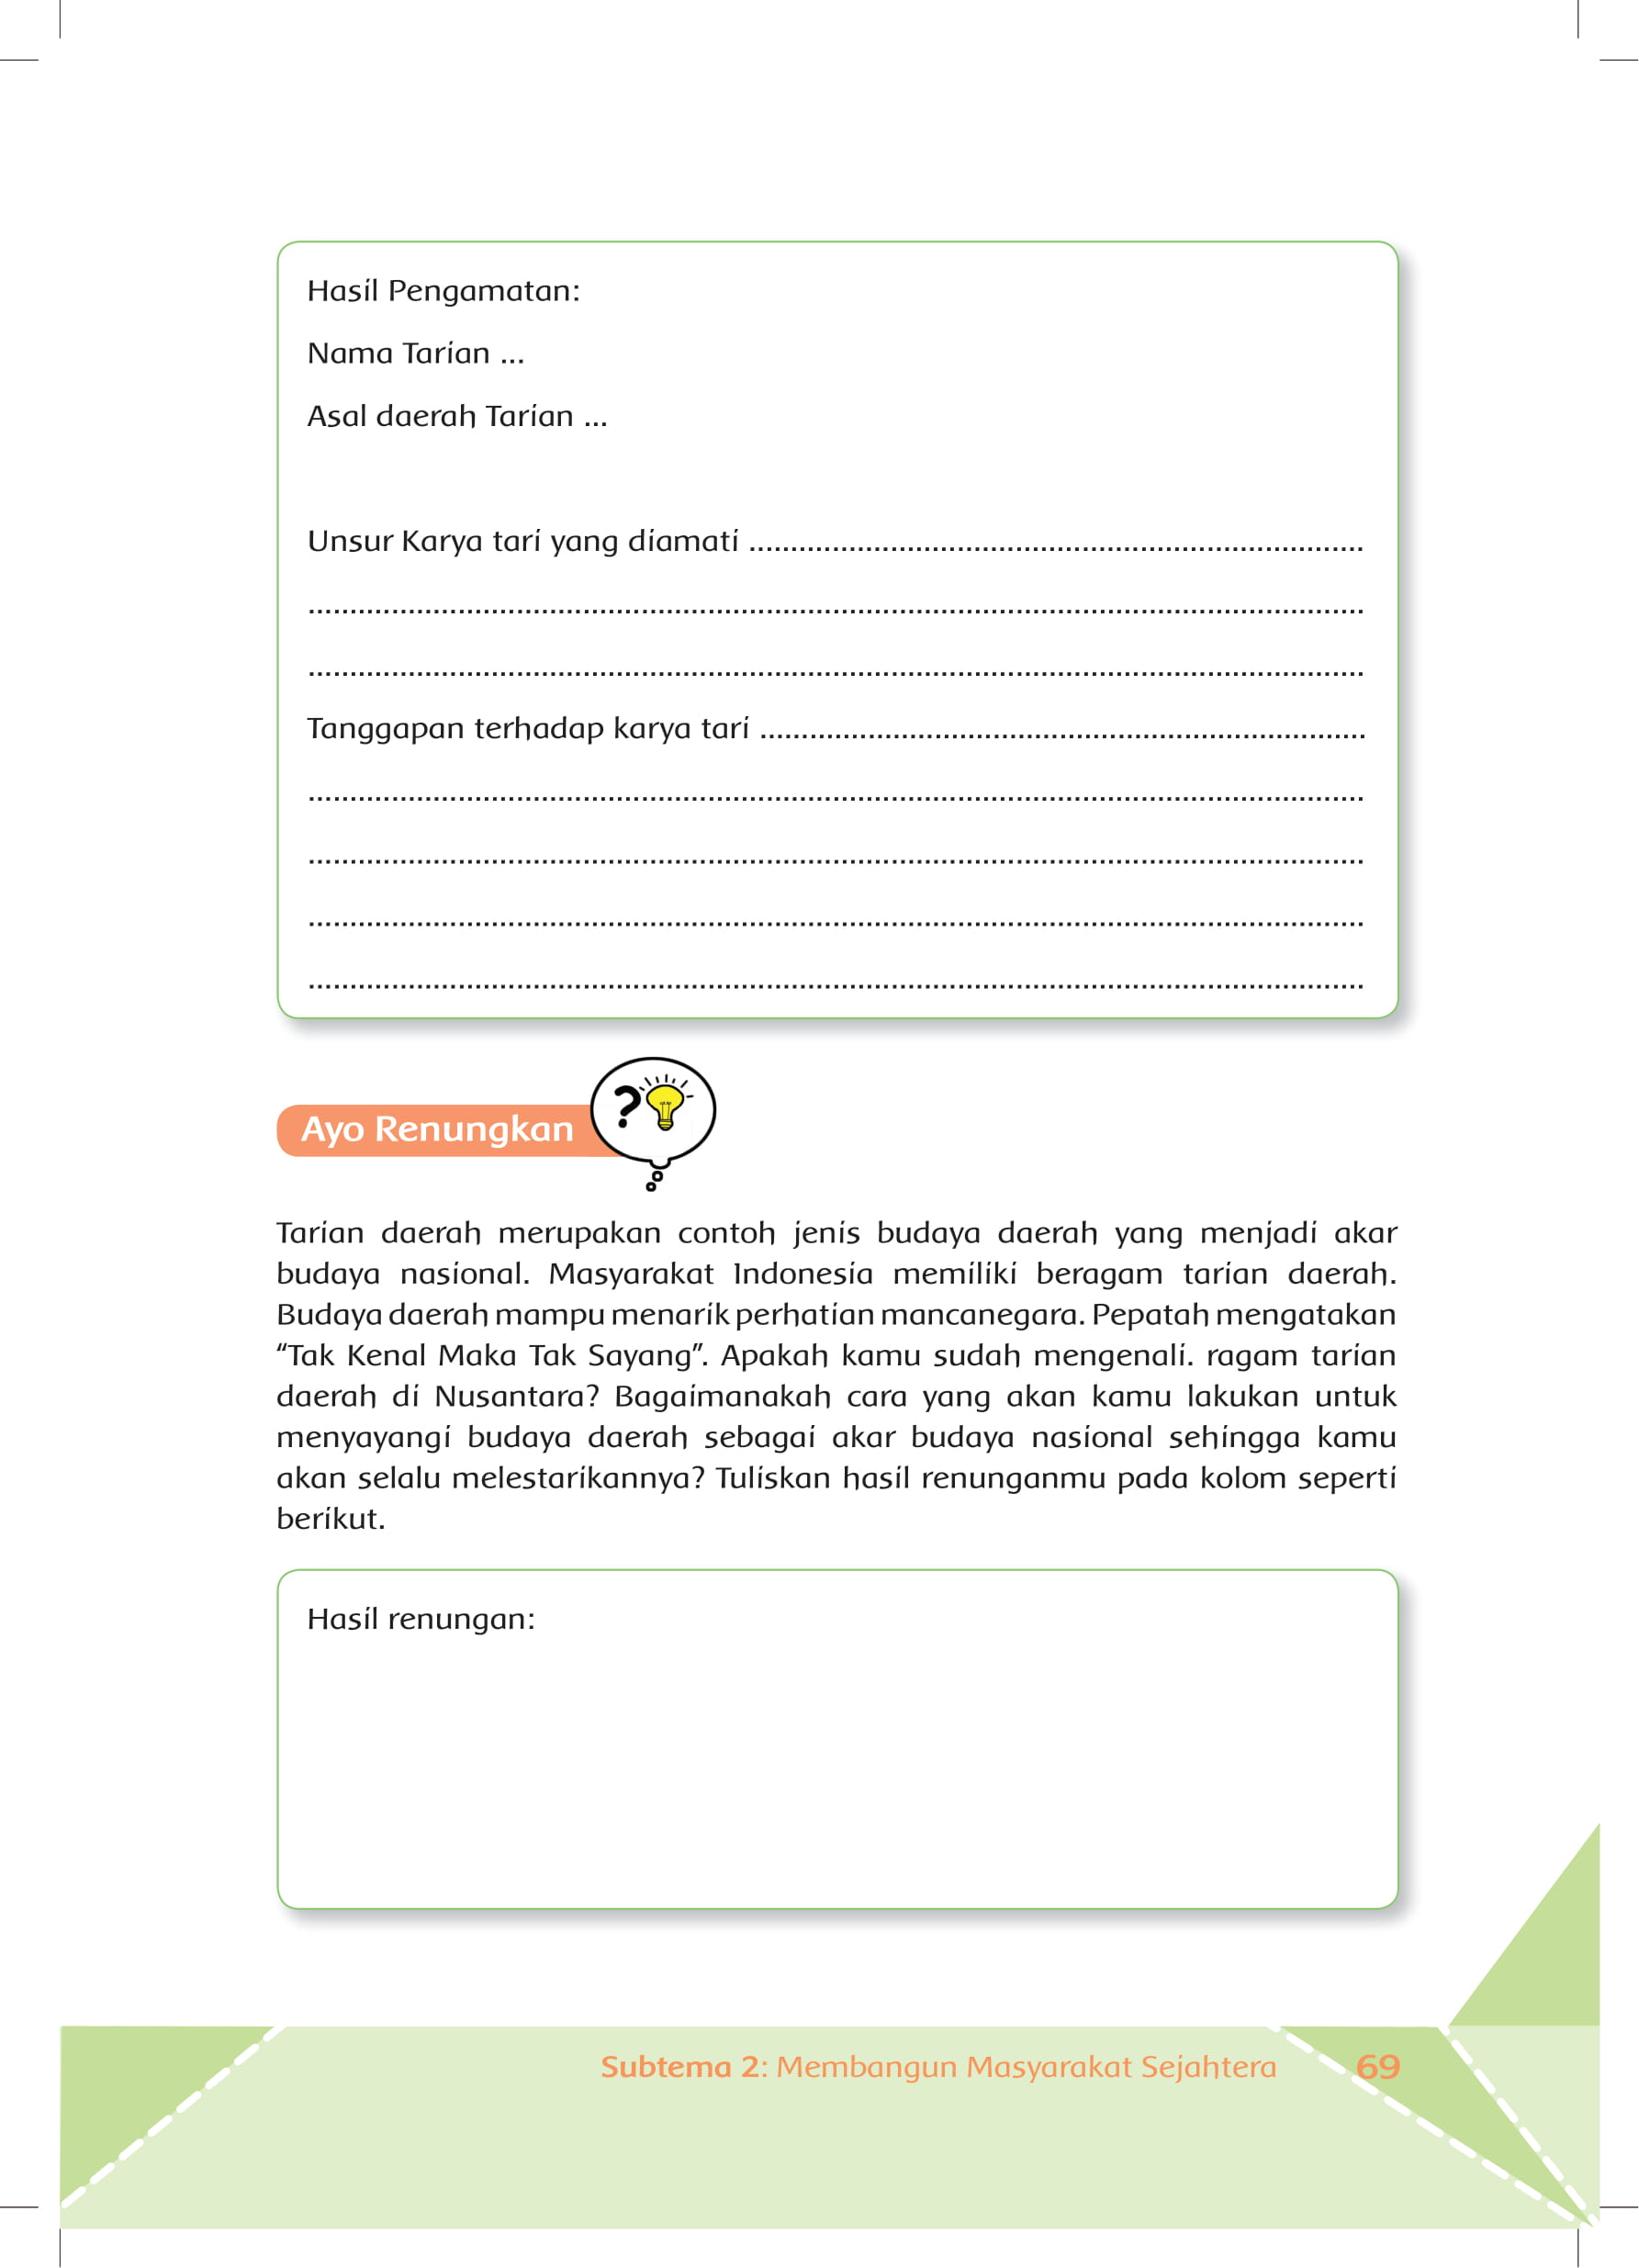 Hasil Pengamatan:
Nama Tarian ...
Asal daerah Tarian ...
Unsur Karya tari yang diamati ..........................................................................
................................................................................................................................
................................................................................................................................
Tanggapan terhadap karya tari .........................................................................
................................................................................................................................
................................................................................................................................
................................................................................................................................
................................................................................................................................
Ayo Renungkan
?
Tarian daerah merupakan contoh jenis budaya daerah yang menjadi akar
budaya nasional. Masyarakat Indonesia memiliki beragam tarian daerah.
Budaya daerah mampu menarik perhatian mancanegara. Pepatah mengatakan
“Tak Kenal Maka Tak Sayang”. Apakah kamu sudah mengenali. ragam tarian
daerah di Nusantara? Bagaimanakah cara yang akan kamu lakukan untuk
menyayangi budaya daerah sebagai akar budaya nasional sehingga kamu
akan selalu melestarikannya? Tuliskan hasil renunganmu pada kolom seperti
berikut.
Hasil renungan:
Subtema 2: Membangun Masyarakat Sejahtera 69